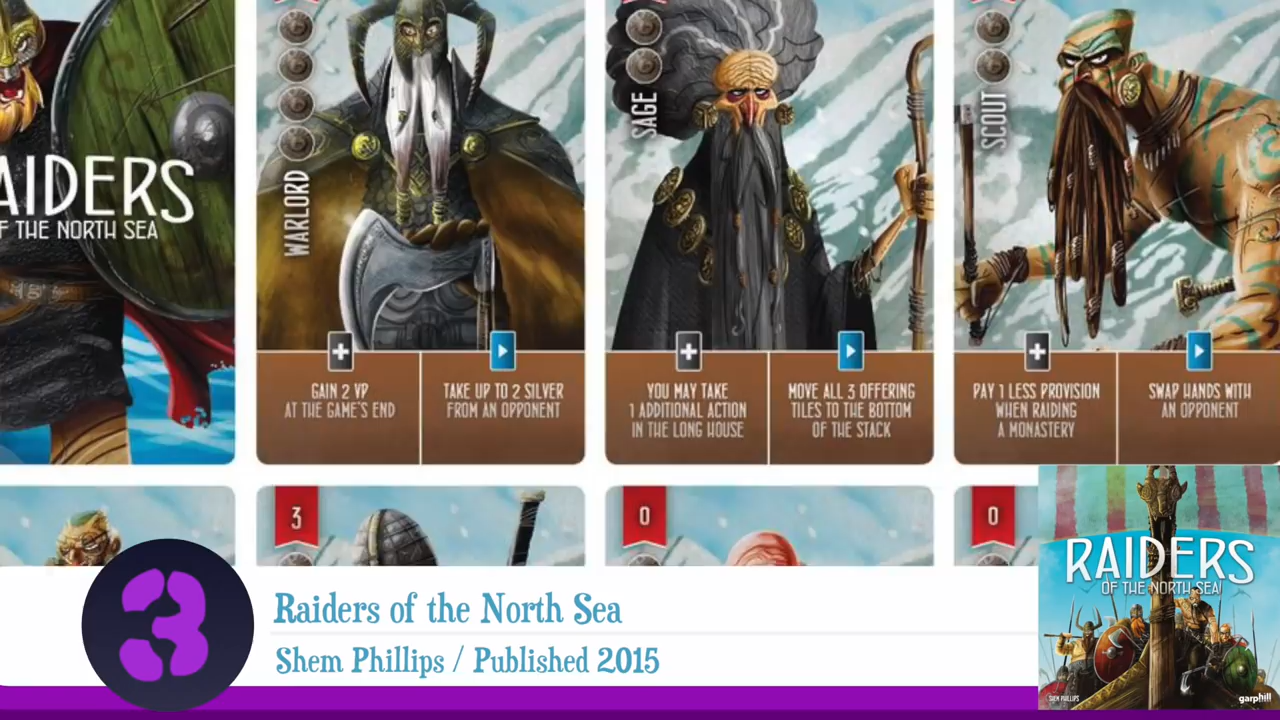 AIDERS
F THE NORTH SEA
WARLORD
GAIN 2 VP
AT THE GAME'S END
TAKE UP TO 2 SILVER
FROM AN OPPONENT
SAGE
YOU MAY TAKE
1 ADDITIONAL ACTION
IN THE LONG HOUSE
MOVE ALL 3 OFFERING
TILES TO THE BOTTOM
OF THE STACK
SCOUT
PAY 1 LESS PROVISION
WHEN RAIDING
A MONASTERY
SWAP HANDS WITH
AN OPPONENT
3
0
0
3
Raiders of the North Sea
Shem Phillips / Published 2015
RAIDERS
OF THE NORTH SEA
SHEM PHILLIPS
garphill